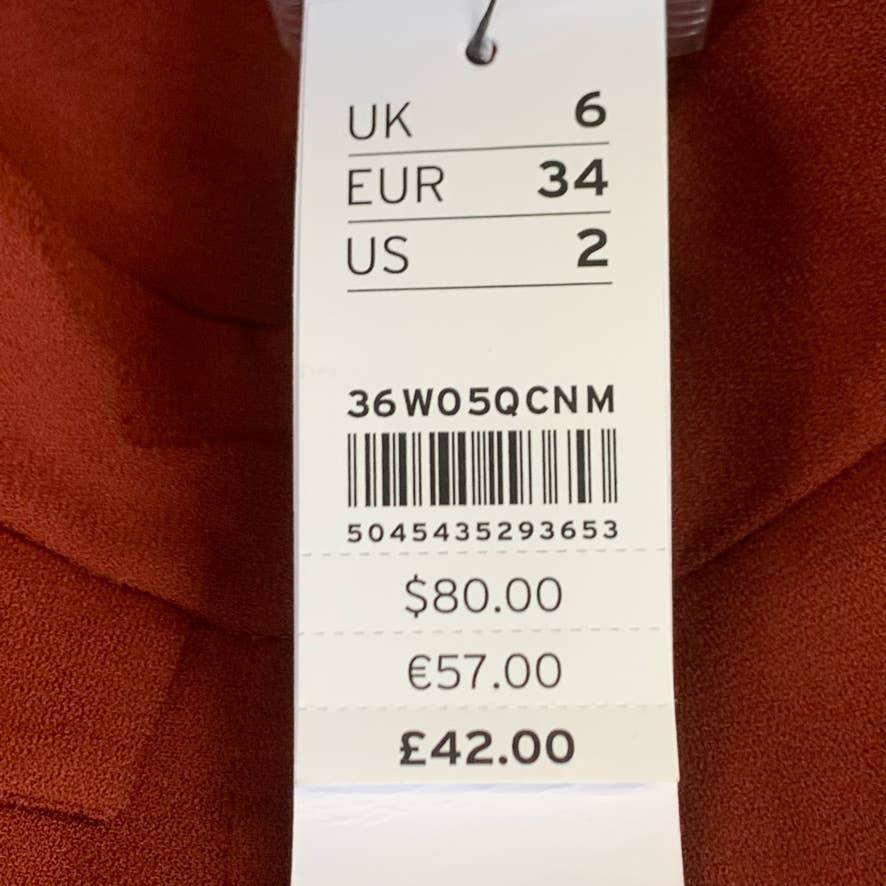 UK 6
EUR 34
US 2
36W05QCNM
5045435293653
$80.00
€57.00
£42.00